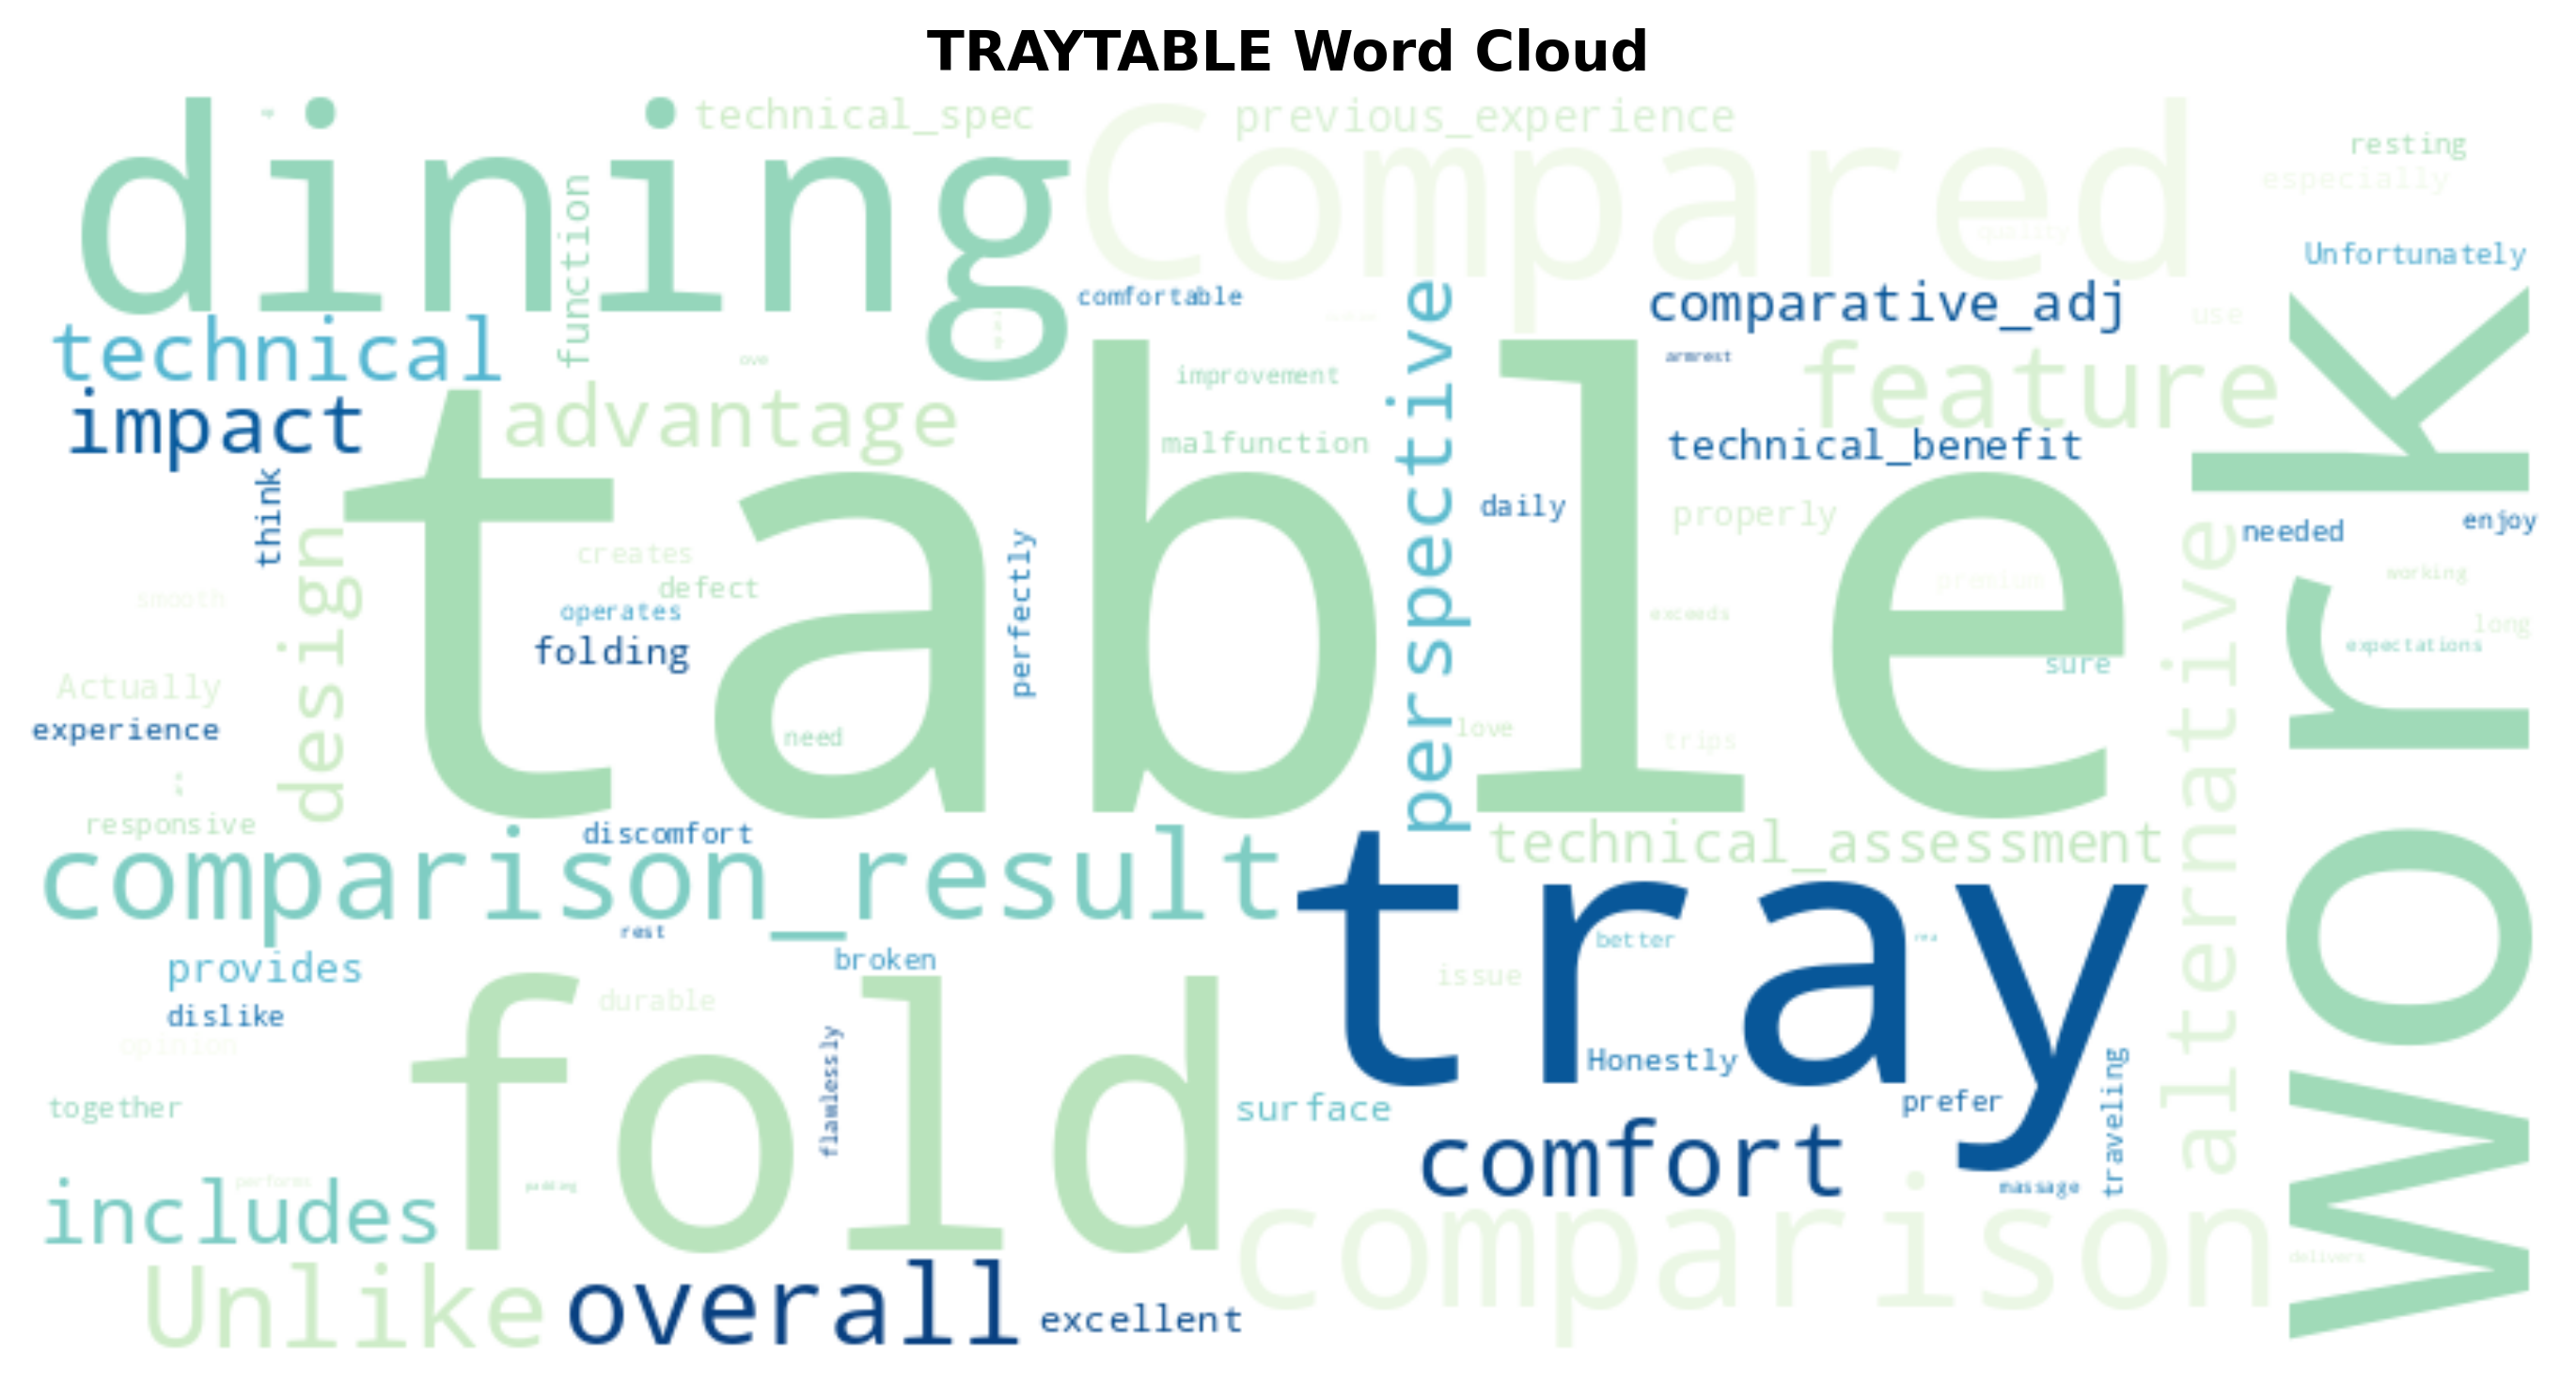 TRAYTABLE Word Cloud
dining
technical_spec
Compared
previous_experience
resting
especially
quality
Unfortunately
function
comfortable
comparative_adj
use
technical
perspective
armrest
ove
improvement
feature
impact
advantage
malfunction
technical_benefit
work
table
think
daily
properly
needed
enjoy
design
creates
defect
operates
folding
perfectly
premium
working
alternative
exceeds
long
expectations
smooth
sure
Actually
experience
need
love
trips
:
responsive
discomfort
technical_assessment
comparison_result
tray
rest
broken
better
provides
issue
durable
dislike
opinion
fold
flawlessly
Honestly
together
surface
prefer
traveling
comfort
includes
performs
padding
massage
comparison
delivers
Unlike
overall
excellent